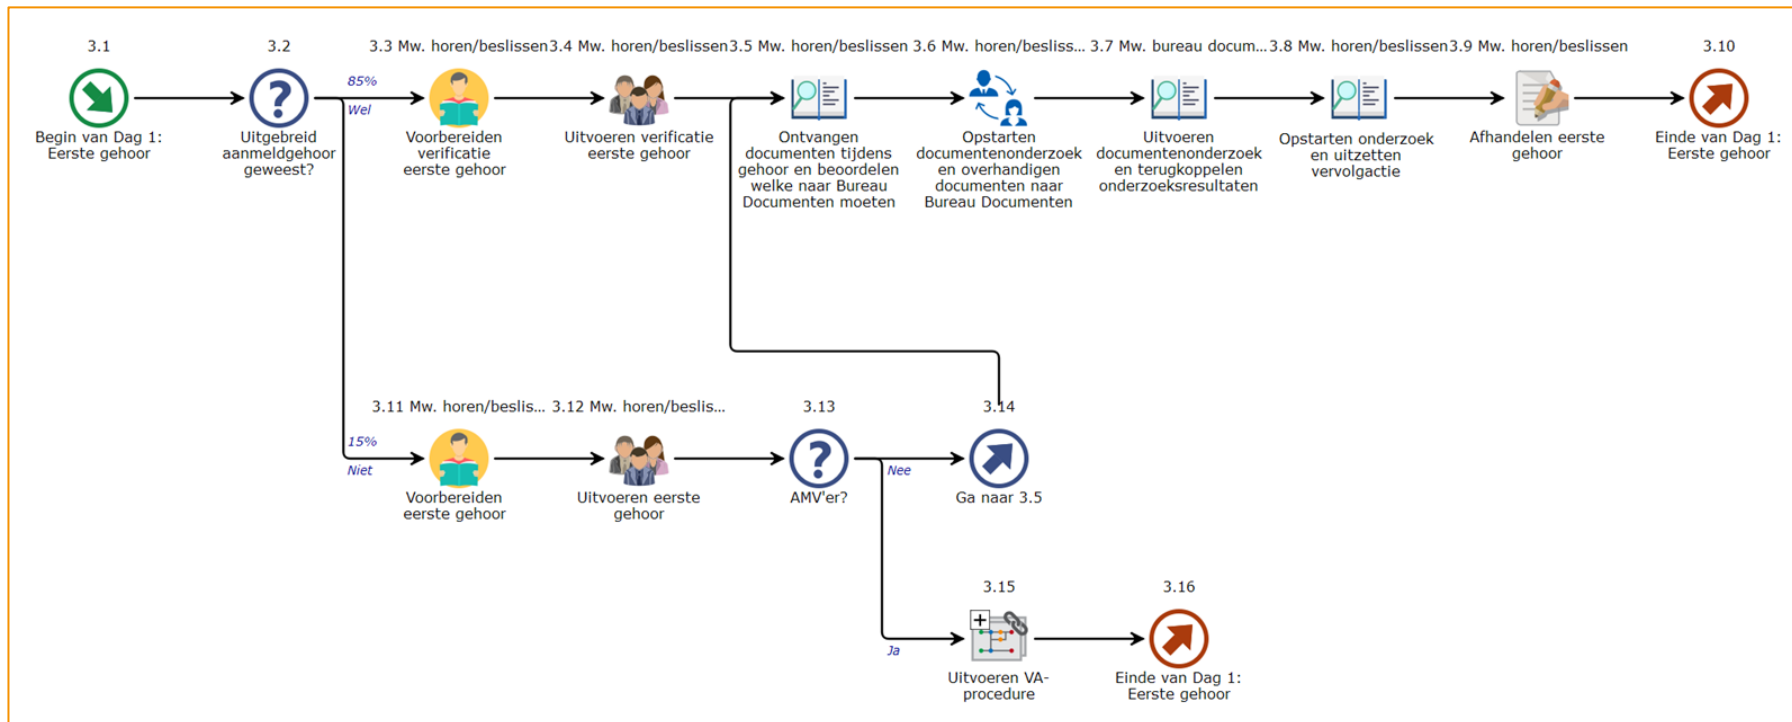 3.1
3.2
3.3 Mw. horen/beslissen
3.4 Mw. horen/beslissen
3.5 Mw. horen/beslissen
3.6 Mw. horen/besliss...
3.7 Mw. bureau docum...
3.8 Mw. horen/beslissen
3.9 Mw. horen/beslissen
3.10
85%
Wel
Begin van Dag 1:
Eerste gehoor
Uitgebreid
aanmeldgehoor
geweest?
Voorbereiden
verificatie
eerste gehoor
Uitvoeren verificatie
eerste gehoor
Ontvangen
documenten tijdens
gehoor en beoordelen
welke naar Bureau
Documenten moeten
Opstarten
documentenonderzoek
en overhandigen
documenten naar
Bureau Documenten
Uitvoeren
documentenonderzoek
en terugkoppelen
onderzoeksresultaten
Opstarten onderzoek
en uitzetten
vervolgactie
Afhandelen eerste
gehoor
Einde van Dag 1:
Eerste gehoor
3.11 Mw. horen/beslis...
3.12 Mw. horen/beslis...
3.13
3.14
15%
Niet
Nee
Voorbereiden
eerste gehoor
Uitvoeren eerste
gehoor
AMV'er?
Ga naar 3.5
3.15
3.16
Ja
Uitvoeren VA-
procedure
Einde van Dag 1:
Eerste gehoor